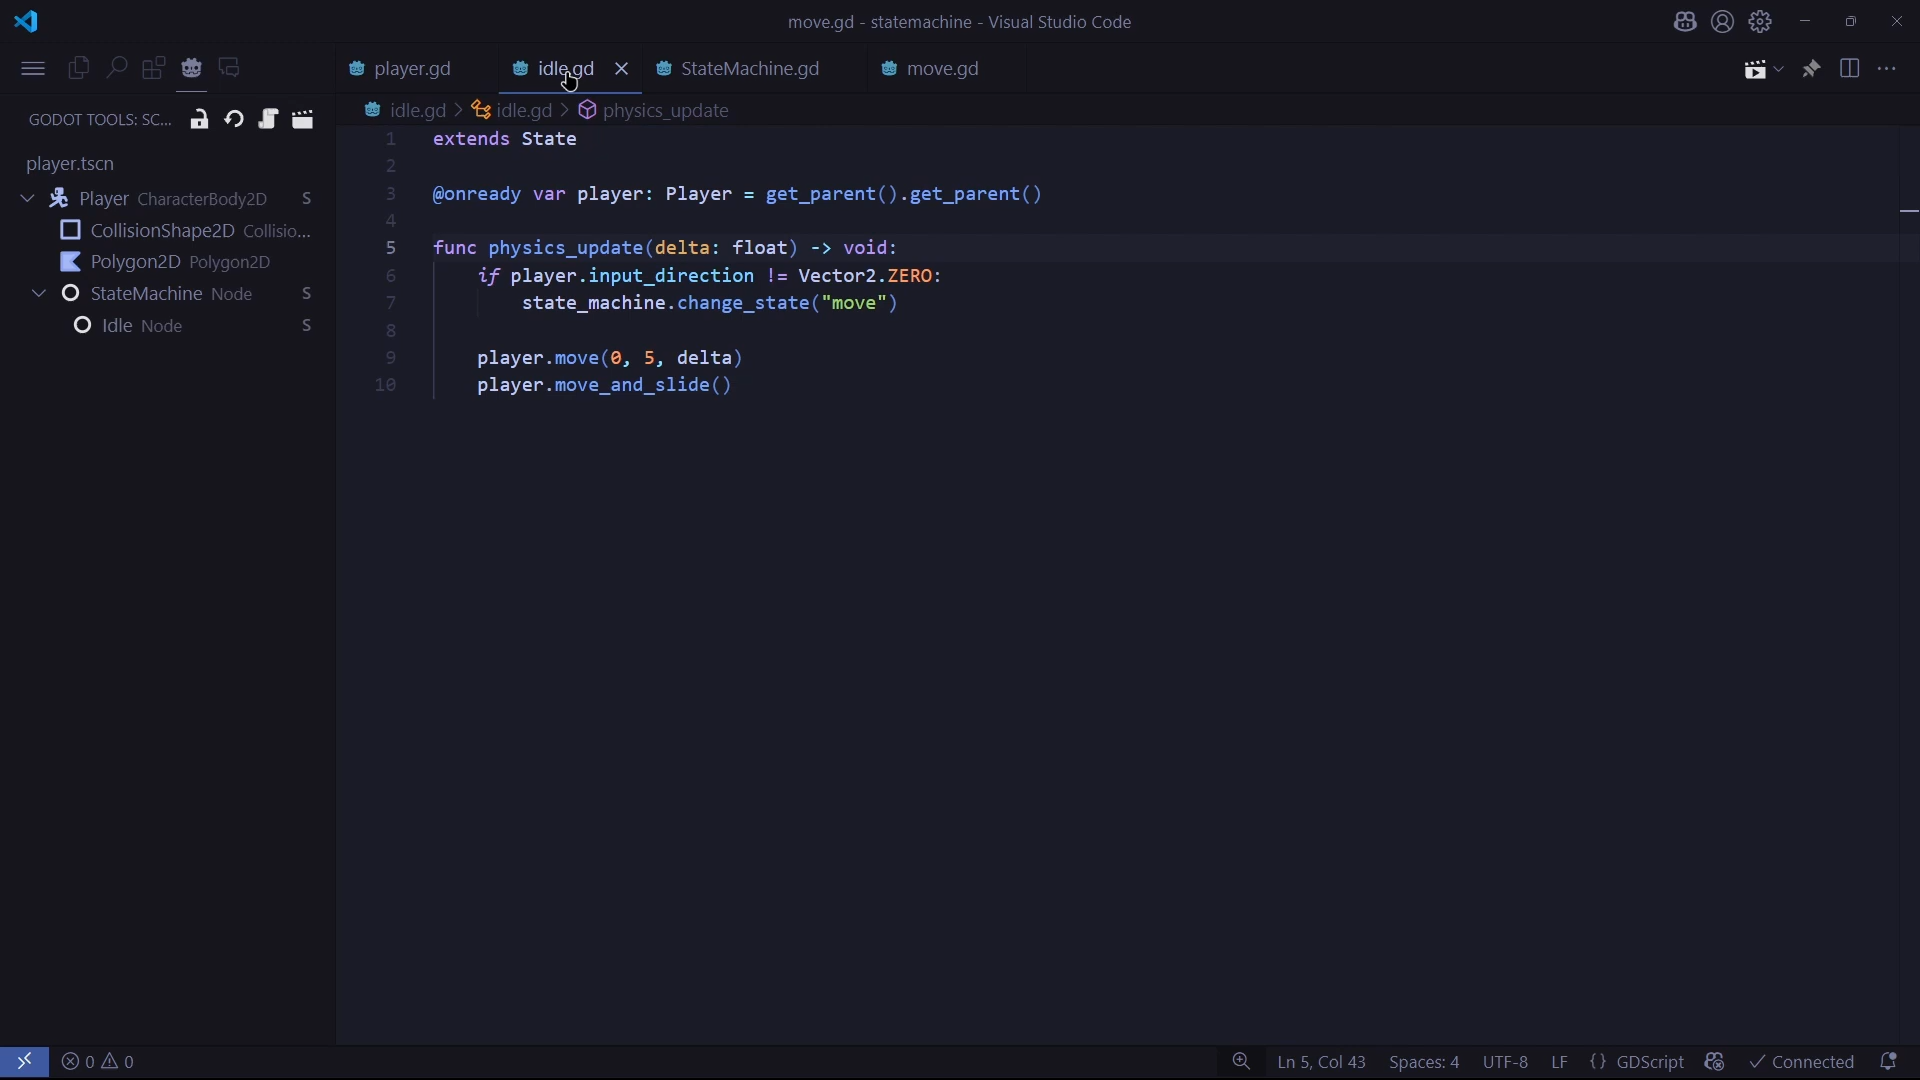 move.gd - statemachine - Visual Studio Code
player.gd
idle.gd
StateMachine.gd
move.gd
GODOT TOOLS: SC...
idle.gd > idle.gd > physics_update
player.tscn
Player CharacterBody2D S
CollisionShape2D Collisio...
Polygon2D Polygon2D
StateMachine Node S
Idle Node S
1 extends State
2
3 @onready var player: Player = get_parent().get_parent()
4
5 func physics_update(delta: float) -> void:
6 if player.input_direction != Vector2.ZERO:
7 state_machine.change_state("move")
8
9 player.move(0, 5, delta)
10 player.move_and_slide()
0 0
Ln 5, Col 43 Spaces: 4 UTF-8 LF {} GDScript Connected